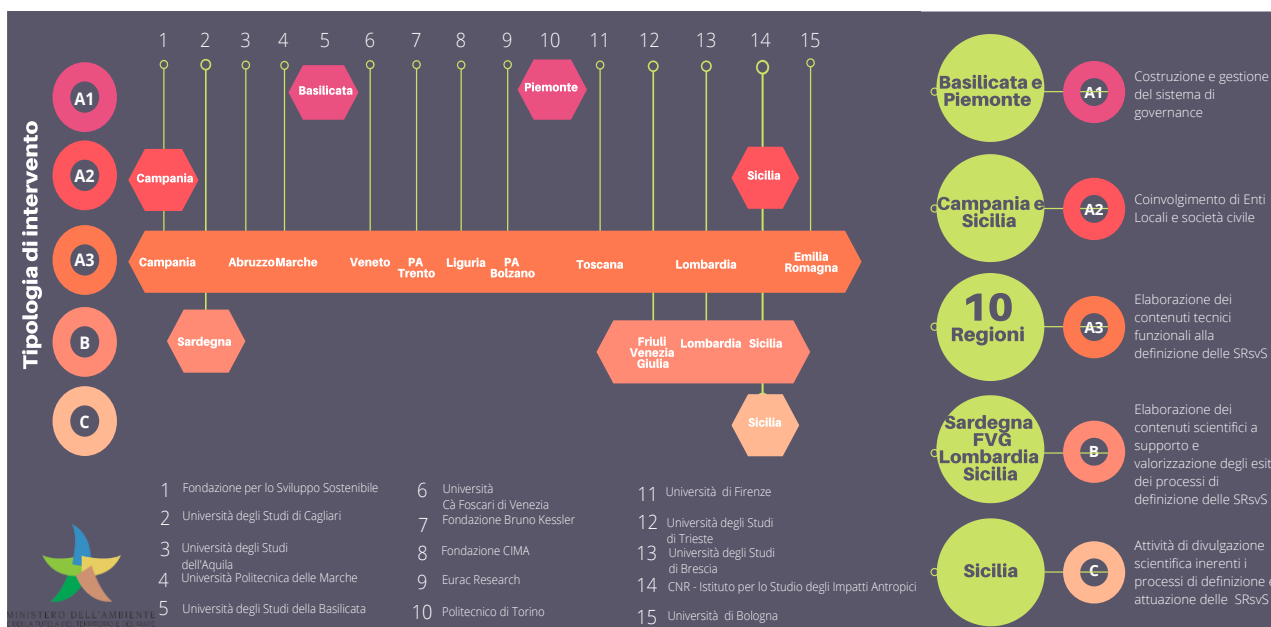 1 2 3 4 5 6 7 8 9 10 11 12 13 14 15
Tipologia di intervento
A1
Basilicata
Piemonte
A2
Campania
Sicilia
A3
Campania
Abruzzo
Marche
Veneto
PA
Trento
Liguria
PA
Bolzano
Toscana
Lombardia
Emilia
Romagna
B
Sardegna
Friuli
Venezia
Giulia
Lombardia
Sicilia
C
Sicilia
1 Fondazione per lo Sviluppo Sostenibile
2 Università degli Studi di Cagliari
3 Università degli Studi
dell'Aquila
4 Università Politecnica delle Marche
5 Università degli Studi della Basilicata
6 Università
Cà Foscari di Venezia
7 Fondazione Bruno Kessler
8 Fondazione CIMA
9 Eurac Research
10 Politecnico di Torino
11 Università di Firenze
12 Università degli Studi
di Trieste
13 Università degli Studi
di Brescia
14 CNR - Istituto per lo Studio degli Impatti Antropici
15 Università di Bologna
Basilicata e
Piemonte
A1
Costruzione e gestione
del sistema di
governance
Campania e
Sicilia
A2
Coinvolgimento di Enti
Locali e società civile
10
Regioni
A3
Elaborazione dei
contenuti tecnici
funzionali alla
definizione delle SRsvS
Sardegna
FVG
Lombardia
Sicilia
B
Elaborazione dei
contenuti scientifici a
supporto e
valorizzazione degli esit
dei processi di
definizione delle SRsvS
Sicilia
C
Attività di divulgazione
scientifica inerenti i
processi di definizione e
attuazione delle SRsvS
MINISTERO DELL'AMBIENTE
E DELLA TUTELA DEL TERRITORIO E DEL MARE